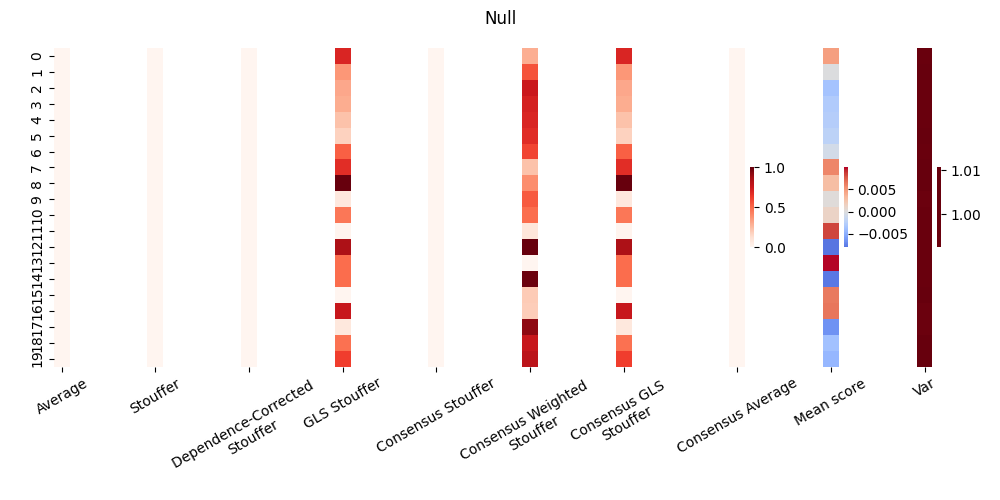 Null
0
1
2
3
4
5
6
7
8
9
10
11
12
13
14
15
16
17
18
19
Average
Stouffer
Dependence-Corrected
Stouffer
GLS Stouffer
Consensus Stouffer
Consensus Weighted
Stouffer
Consensus GLS
Stouffer
Consensus Average
Mean score
Var
1.0
0.5
0.0
0.005
0.000
−0.005
1.01
1.00